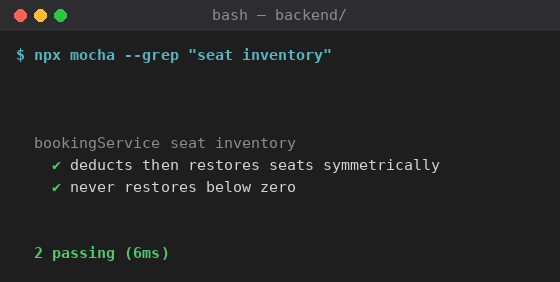 bash — backend/
$ npx mocha --grep "seat inventory"
bookingService seat inventory
✔ deducts then restores seats symmetrically
✔ never restores below zero
2 passing (6ms)